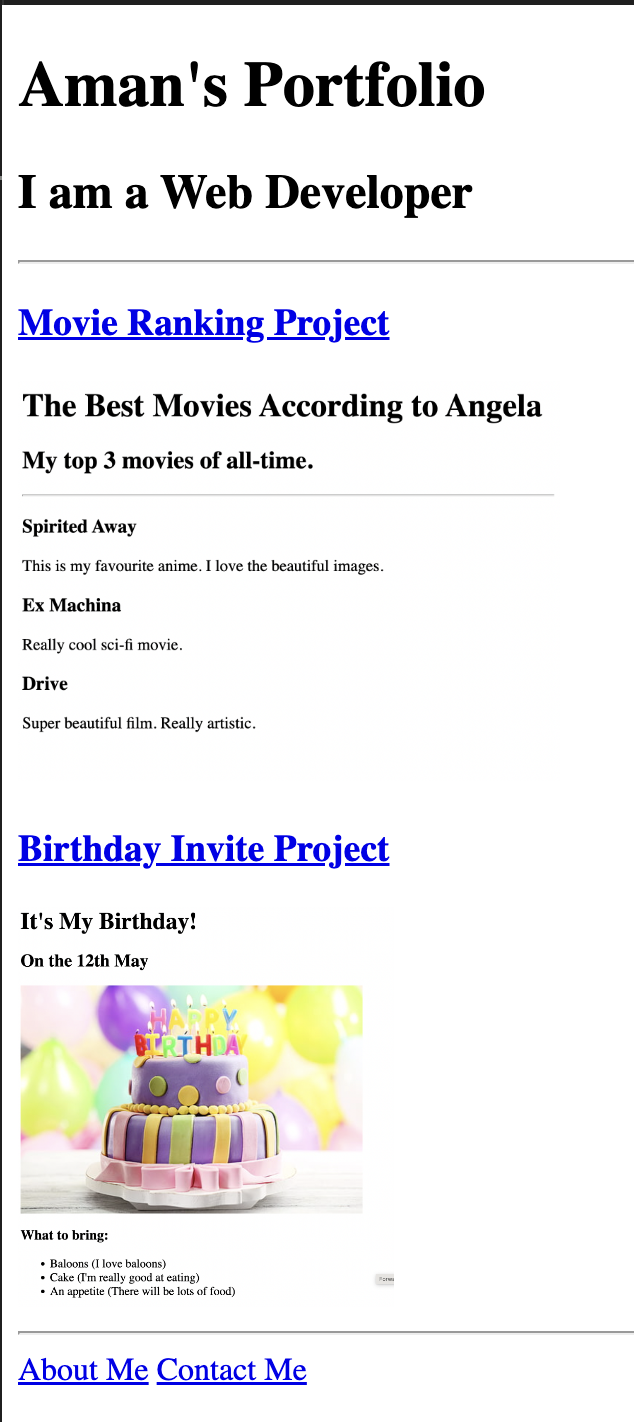 Aman's Portfolio
I am a Web Developer
Movie Ranking Project
The Best Movies According to Angela
My top 3 movies of all-time.
Spirited Away
This is my favourite anime. I love the beautiful images.
Ex Machina
Really cool sci-fi movie.
Drive
Super beautiful film. Really artistic.
Birthday Invite Project
It's My Birthday!
On the 12th May
HAPPY
BIRTHDAY
What to bring:
• Baloons (I love baloons)
• Cake (I'm really good at eating)
• An appetite (There will be lots of food)
About Me Contact Me